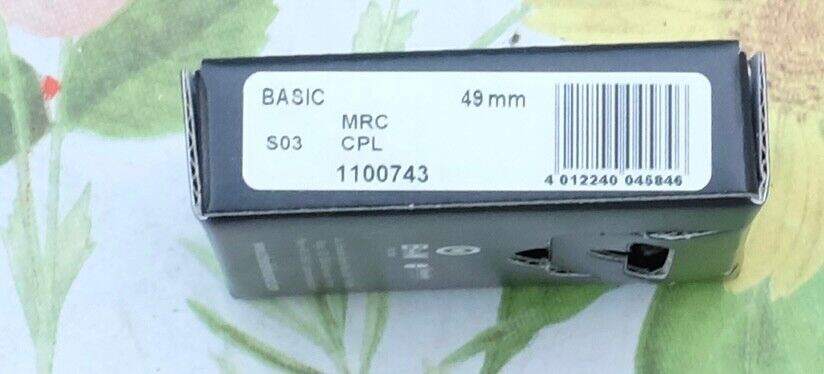 BASIC 49 mm
MRC
S03 CPL
1100743
4 012240 045846